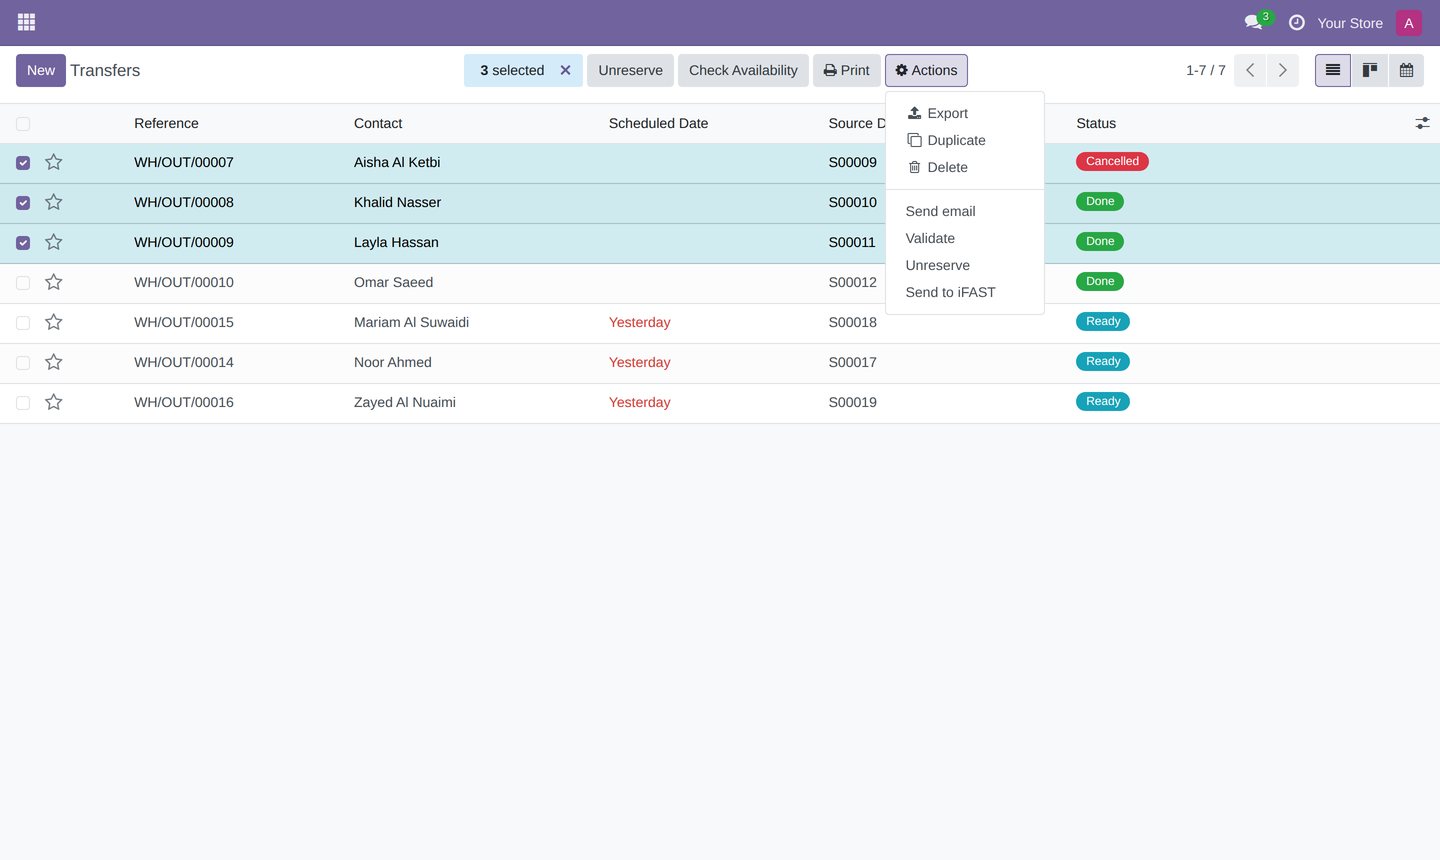 3 Your Store A
New Transfers 3 selected ✕ Unreserve Check Availability Print Actions 1-7 / 7
Export
Duplicate
Delete
Send email
Validate
Unreserve
Send to iFAST
Reference Contact Scheduled Date Source D Status
WH/OUT/00007 Aisha Al Ketbi S00009 Cancelled
WH/OUT/00008 Khalid Nasser S00010 Done
WH/OUT/00009 Layla Hassan S00011 Done
WH/OUT/00010 Omar Saeed S00012 Done
WH/OUT/00015 Mariam Al Suwaidi Yesterday S00018 Ready
WH/OUT/00014 Noor Ahmed Yesterday S00017 Ready
WH/OUT/00016 Zayed Al Nuaimi Yesterday S00019 Ready